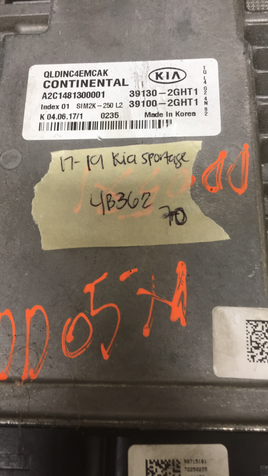 QLDINC4EMCAK
CONTINENTAL
KIA
A2C1481300001
39130-2GHT1
Index 01 SIM2K-250 L2
39100-2GHT1
K 04.06.17/1 0235 Made In Korea
17-19 Kia Sportage
4B362
70
DD05